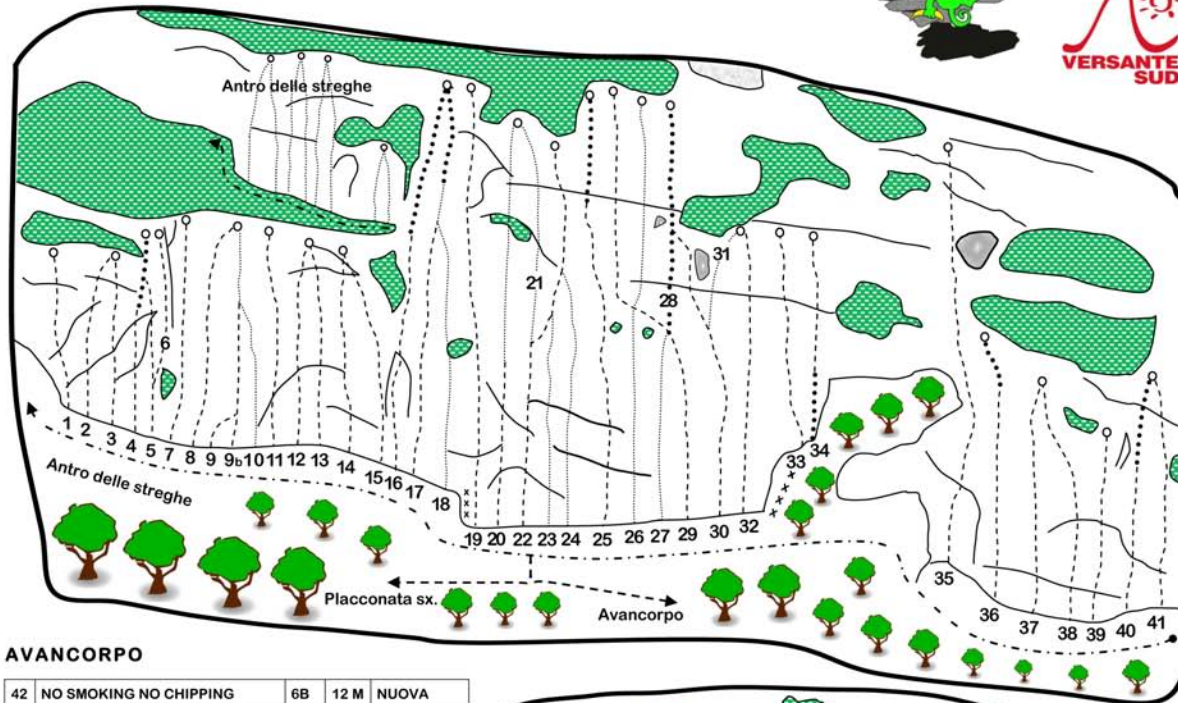 VERSANTE
SUD
Antro delle streghe
21
31
28
6
1 2 3 4 5 7 8 9 9b 10 11 12 13 14 15 16 17 18 19 20 22 23 24 25 26 27 29 30 32 33 34
35 36 37 38 39 40 41
Antro delle streghe
Placconata sx.
Avancorpo
AVANCORPO
42 NO SMOKING NO CHIPPING 6B 12 M NUOVA